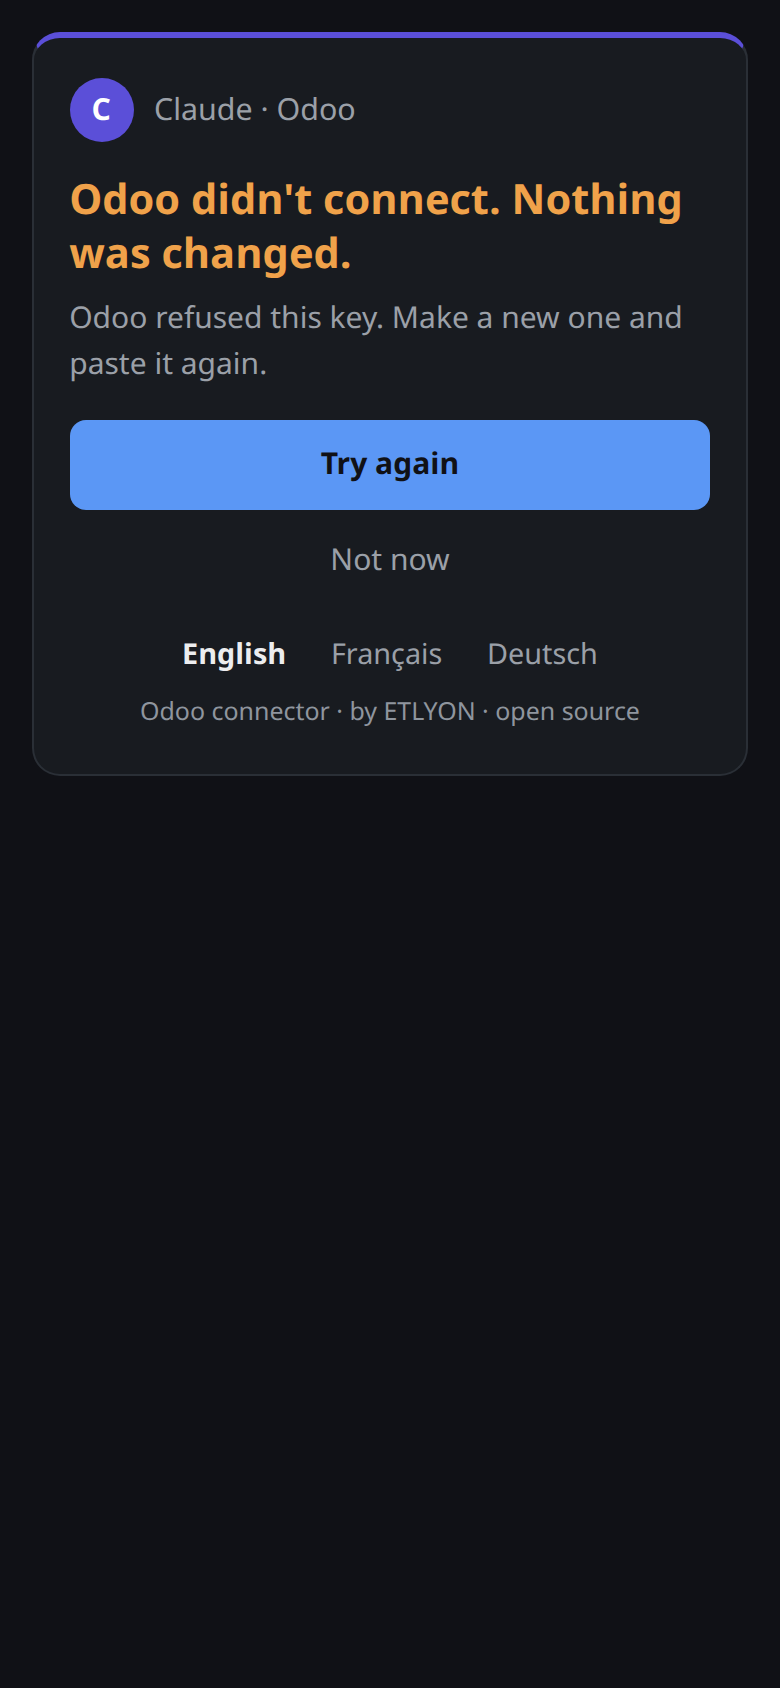 C
Claude · Odoo
Odoo didn't connect. Nothing
was changed.
Odoo refused this key. Make a new one and
paste it again.
Try again
Not now
English Français Deutsch
Odoo connector · by ETLYON · open source